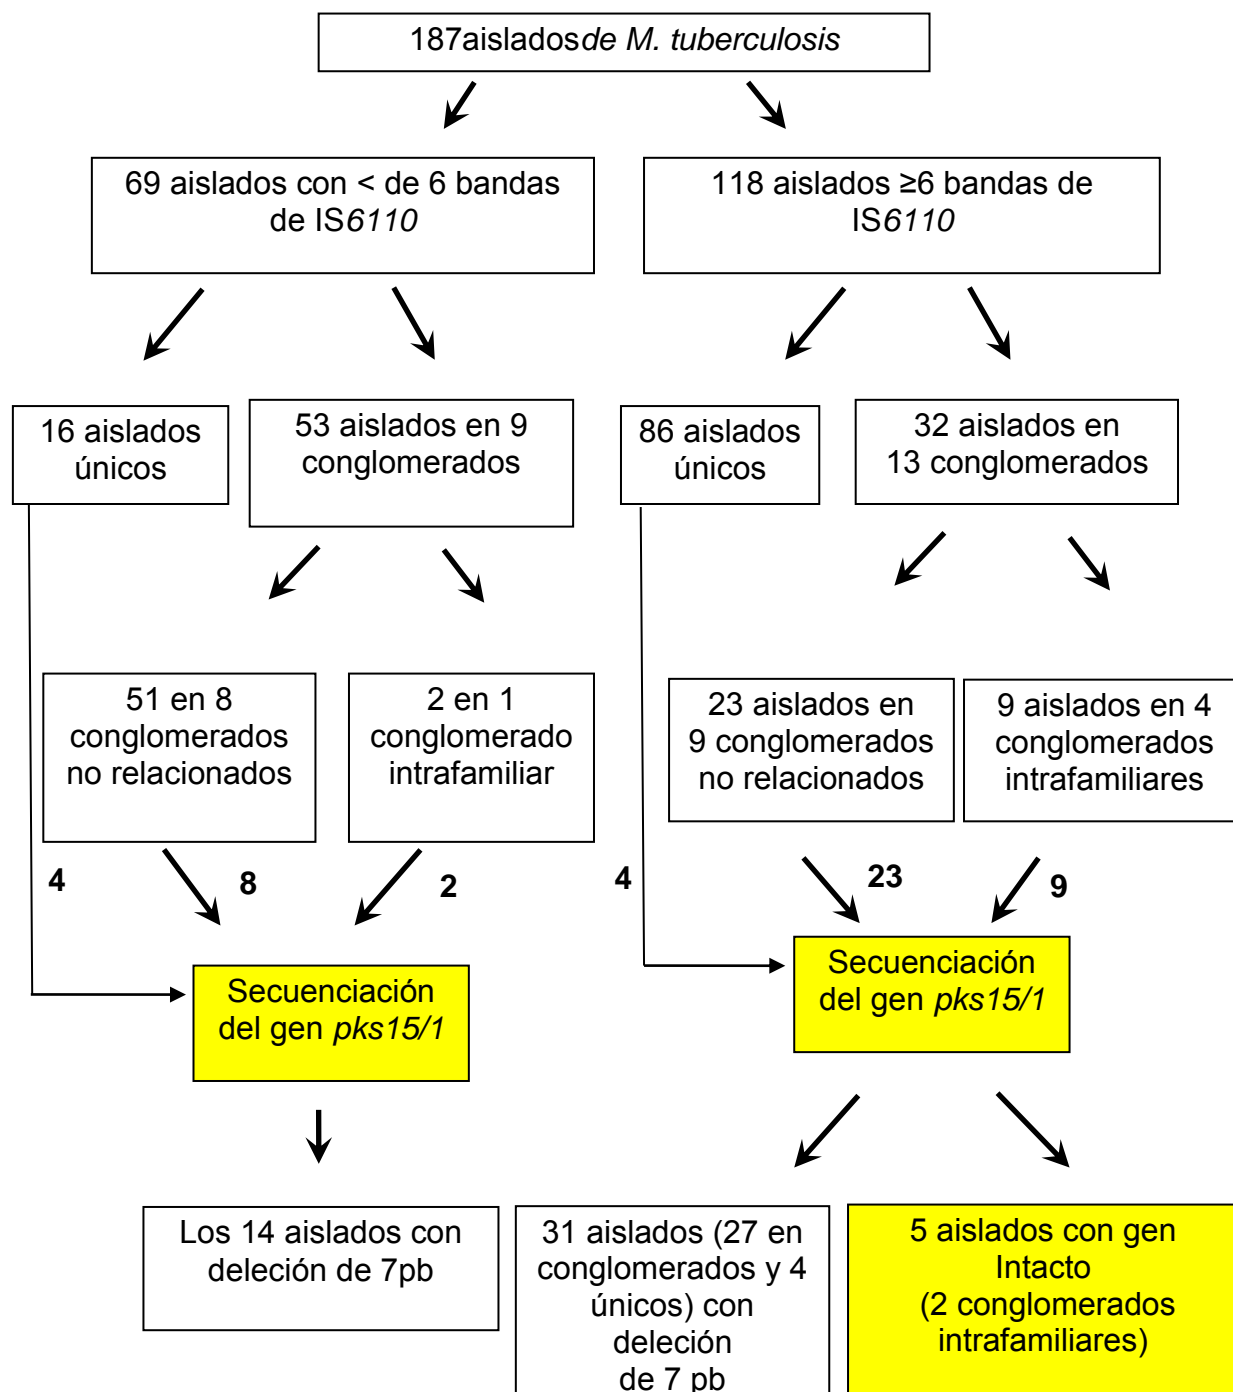 187aisladosde M. tuberculosis
69 aislados con < de 6 bandas
de IS6110
118 aislados ≥6 bandas de
IS6110
16 aislados
únicos
53 aislados en 9
conglomerados
86 aislados
únicos
32 aislados en
13 conglomerados
51 en 8
conglomerados
no relacionados
2 en 1
conglomerado
intrafamiliar
23 aislados en
9 conglomerados
no relacionados
9 aislados en 4
conglomerados
intrafamiliares
4
8
2
4
23
9
Secuenciación
del gen pks15/1
Secuenciación
del gen pks15/1
Los 14 aislados con
deleción de 7pb
31 aislados (27 en
conglomerados y 4
únicos) con
deleción
de 7 pb
5 aislados con gen
Intacto
(2 conglomerados
intrafamiliares)